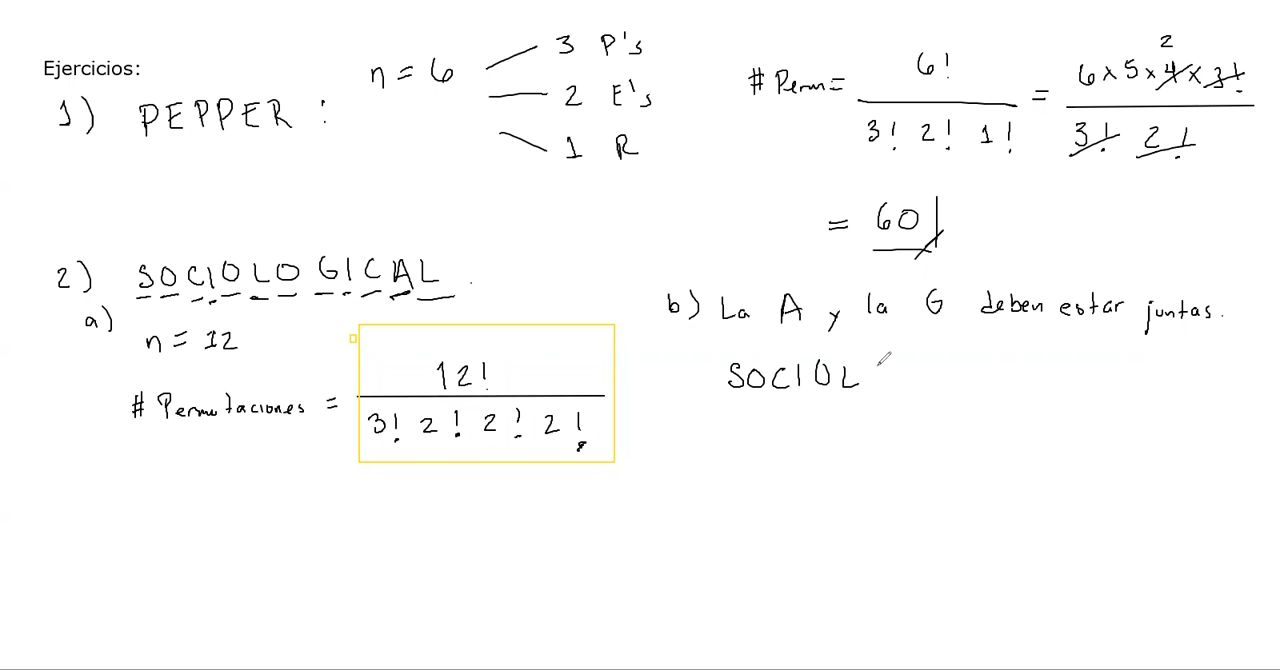 Ejercicios:
1) PEPPER :
n = 6
3 P's
2 E's
1 R
# Perm = 6! / 3! 2! 1! = 6 x 5 x 4 x 3! / 3! 2!
2
= 60
2) SOCIOLOGICAL
a)
n = 12
# Permutaciones = 12! / 3! 2! 2! 2!
b) La A y la G deben estar juntas.
SOCIOL